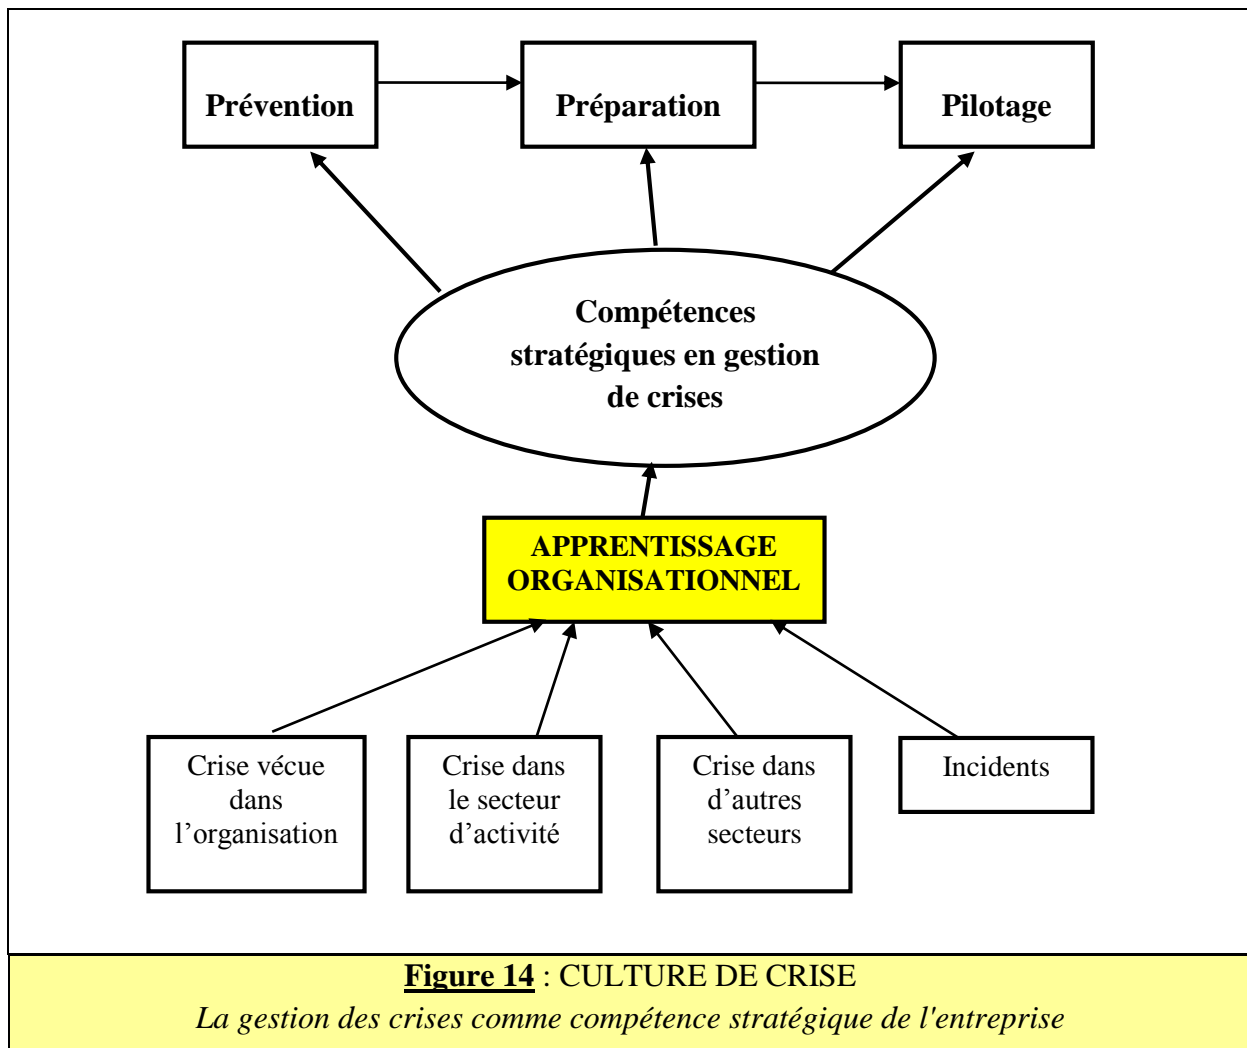 Prévention
Préparation
Pilotage
Compétences
stratégiques en gestion
de crises
APPRENTISSAGE
ORGANISATIONNEL
Crise vécue
dans
l’organisation
Crise dans
le secteur
d’activité
Crise dans
d’autres
secteurs
Incidents
Figure 14 : CULTURE DE CRISE
La gestion des crises comme compétence stratégique de l'entreprise